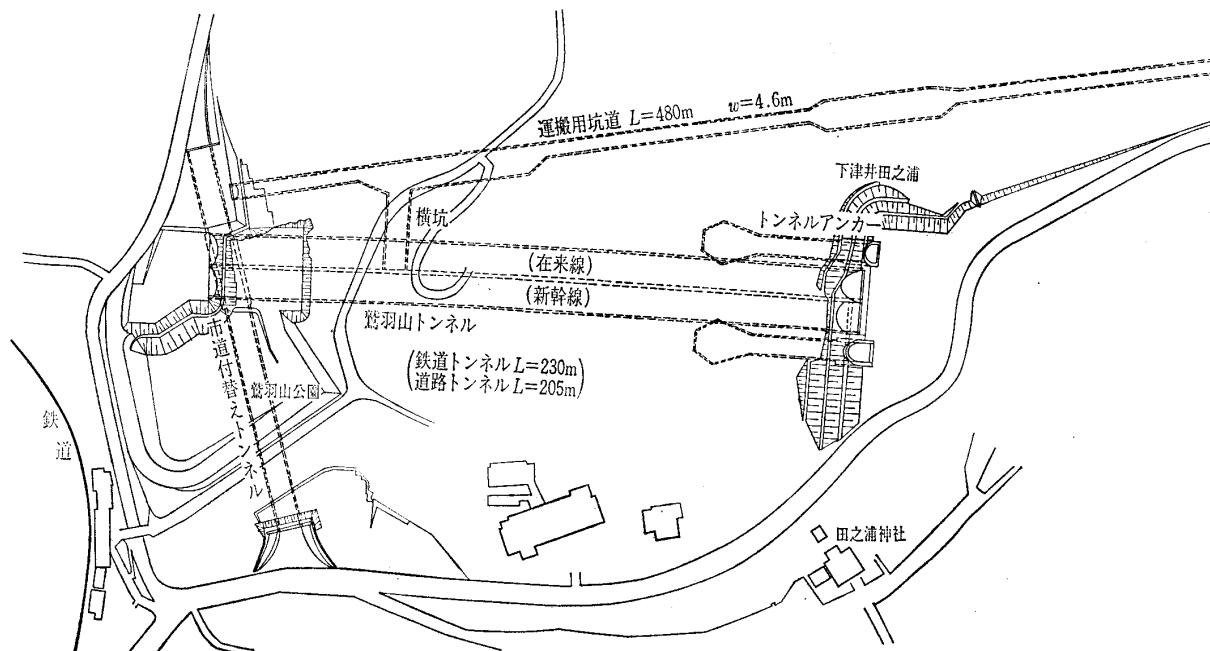 運搬用坑道 L=480m w=4.6m
下津井田之浦
トンネルアンカー
横坑
(在来線)
(新幹線)
鷲羽山トンネル
(鉄道トンネル L=230m
道路トンネル L=205m)
市道付替えトンネル
鷲羽山公園
鉄道
田之浦神社